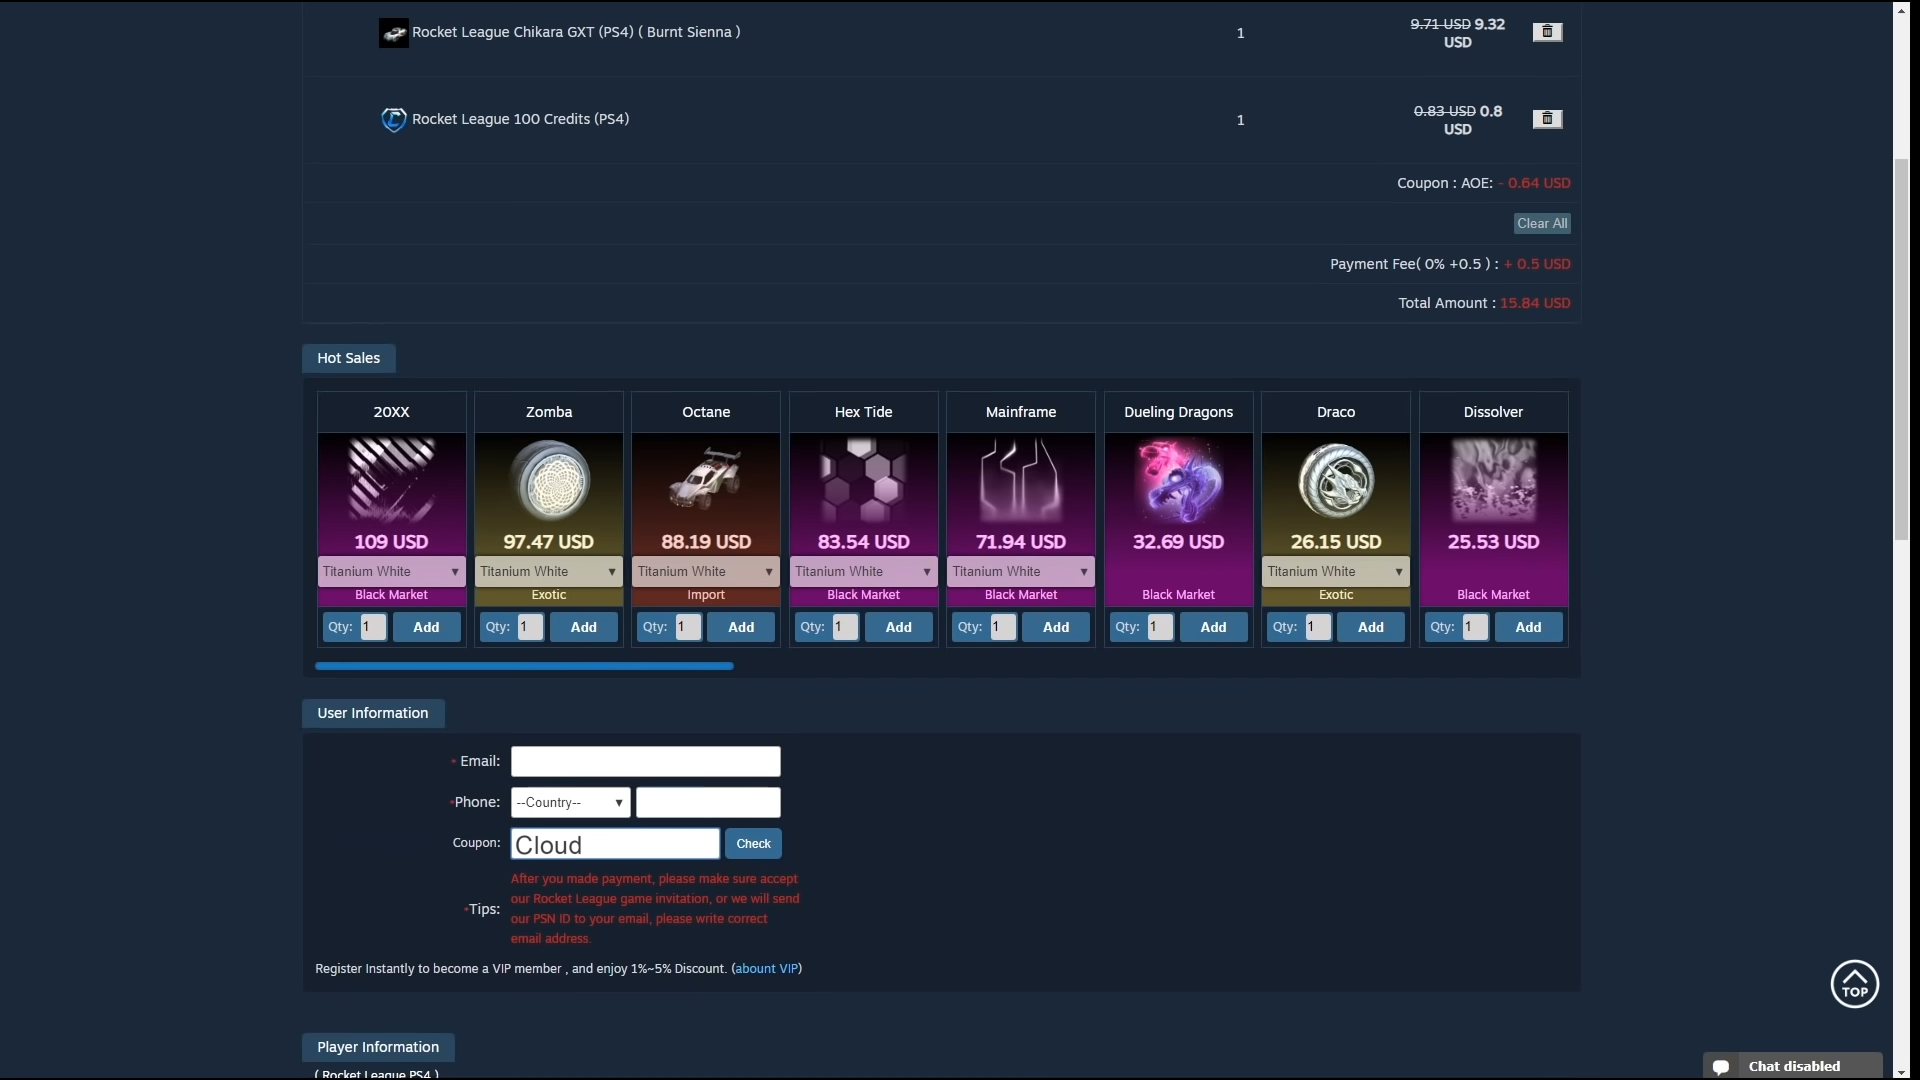 Rocket League Chikara GXT (PS4) ( Burnt Sienna )
1
9.71 USD 9.32
USD
Rocket League 100 Credits (PS4)
1
0.83 USD 0.8
USD
Coupon : AOE: - 0.64 USD
Clear All
Payment Fee( 0% +0.5 ) : + 0.5 USD
Total Amount : 15.84 USD
Hot Sales
20XX Zomba Octane Hex Tide Mainframe Dueling Dragons Draco Dissolver
109 USD 97.47 USD 88.19 USD 83.54 USD 71.94 USD 32.69 USD 26.15 USD 25.53 USD
Titanium White Titanium White Titanium White Titanium White Titanium White Titanium White
Black Market Exotic Import Black Market Black Market Black Market Exotic Black Market
Qty: 1 Add Qty: 1 Add Qty: 1 Add Qty: 1 Add Qty: 1 Add Qty: 1 Add Qty: 1 Add Qty: 1 Add
User Information
* Email:
*Phone: --Country--
Coupon: Cloud Check
*Tips:
After you made payment, please make sure accept
our Rocket League game invitation, or we will send
our PSN ID to your email, please write correct
email address.
Register Instantly to become a VIP member , and enjoy 1%~5% Discount. (abount VIP)
TOP
Player Information
( Rocket League PS4 )
Chat disabled